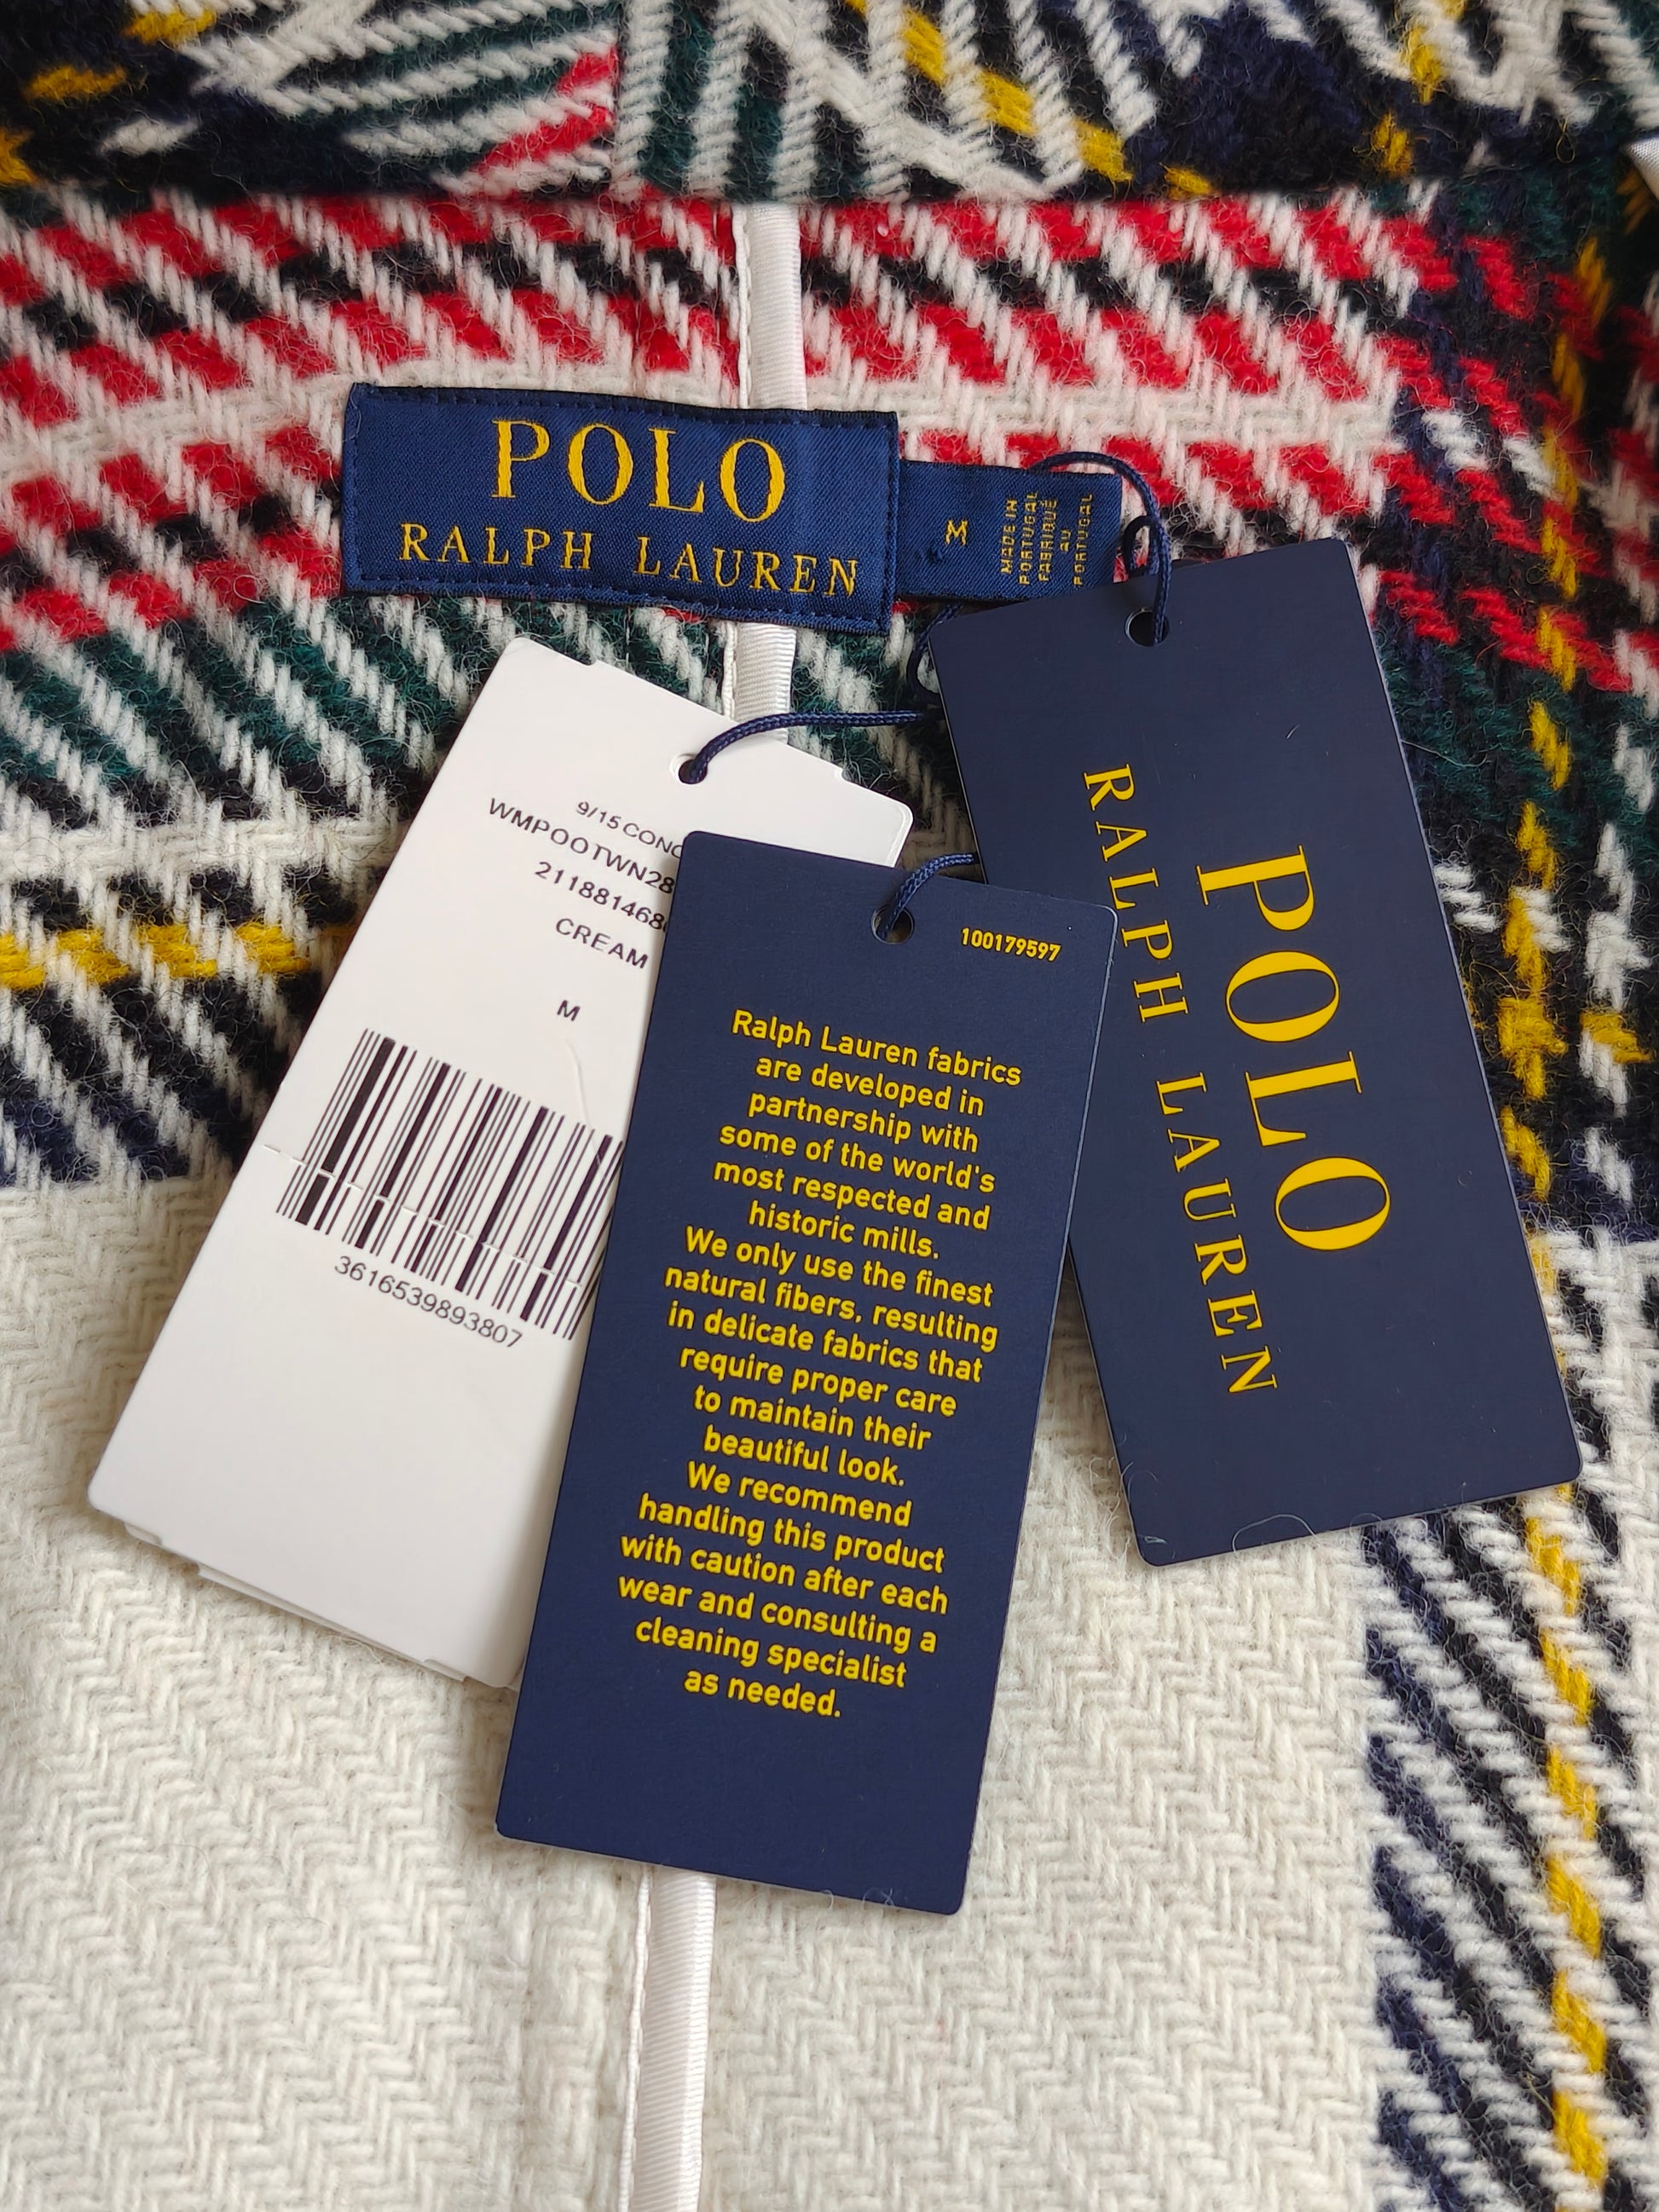 POLO
RALPH LAUREN
M
MADE IN
PORTUGAL
FABRIQUÉ
AU
PORTUGAL
9/15 CONC
WMPOOTWN28
211881468
CREAM
M
3616539893807
100179597
Ralph Lauren fabrics
are developed in
partnership with
some of the world's
most respected and
historic mills.
We only use the finest
natural fibers, resulting
in delicate fabrics that
require proper care
to maintain their
beautiful look.
We recommend
handling this product
with caution after each
wear and consulting a
cleaning specialist
as needed.
POLO
RALPH LAUREN